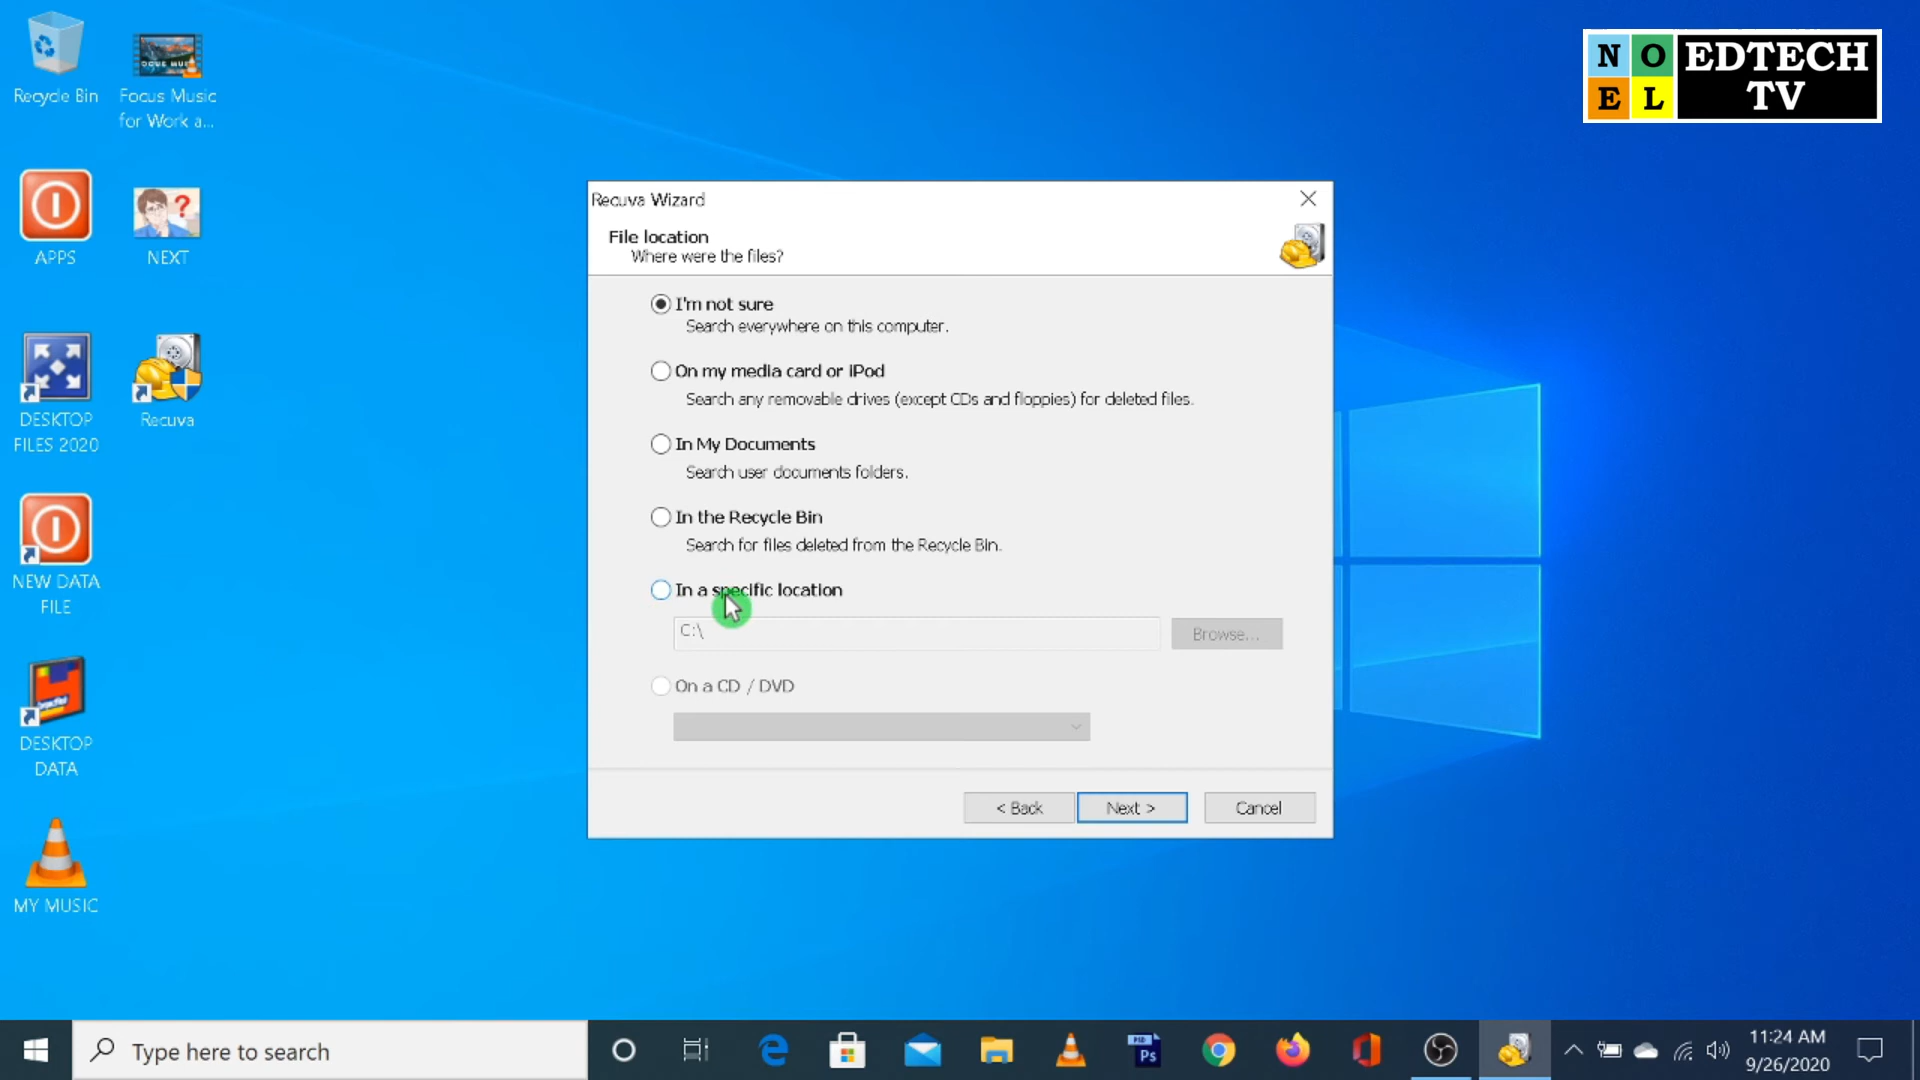 Recycle Bin
Focus Music
for Work a...
APPS
NEXT
DESKTOP
FILES 2020
Recuva
NEW DATA
FILE
DESKTOP
DATA
MY MUSIC
N O
E L
EDTECH
TV
Recuva Wizard
File location
Where were the files?
I'm not sure
Search everywhere on this computer.
On my media card or iPod
Search any removable drives (except CDs and floppies) for deleted files.
In My Documents
Search user documents folders.
In the Recycle Bin
Search for files deleted from the Recycle Bin.
In a specific location
C:\
Browse...
On a CD / DVD
< Back
Next >
Cancel
Type here to search
Ps
11:24 AM
9/26/2020